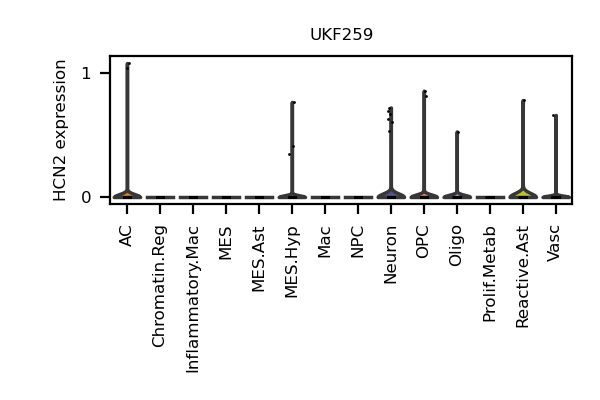 UKF259
HCN2 expression
1
0
AC
Chromatin.Reg
Inflammatory.Mac
MES
MES.Ast
MES.Hyp
Mac
NPC
Neuron
OPC
Oligo
Prolif.Metab
Reactive.Ast
Vasc